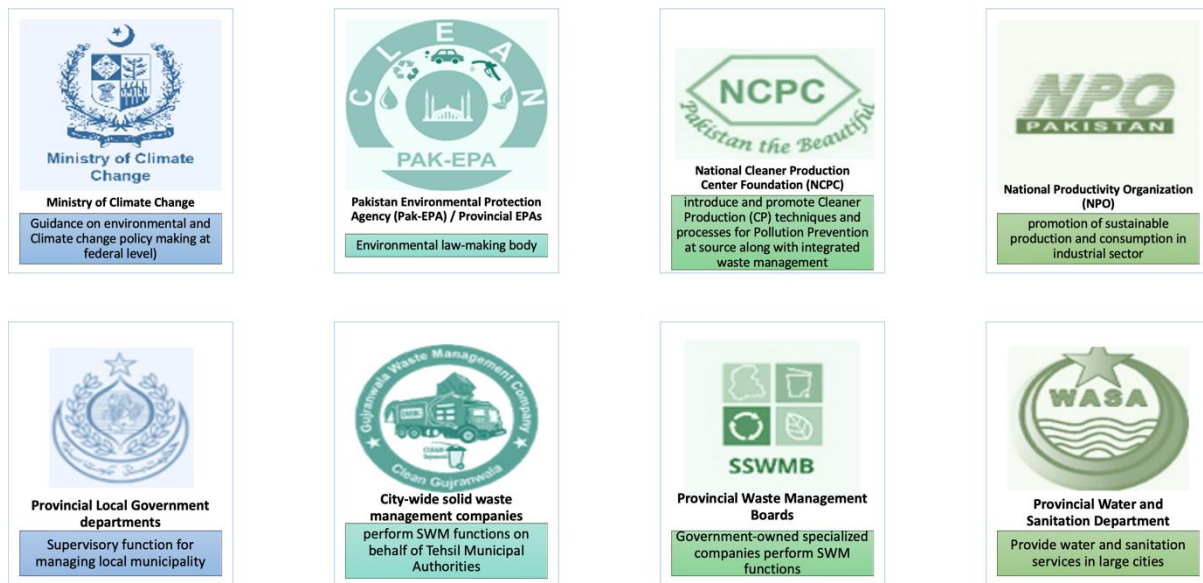 CLEAN
Ministry of Climate
Change
PAK-EPA
NCPC
Pakistan the Beautiful
NPO
PAKISTAN
Ministry of Climate Change
Guidance on environmental and
Climate change policy making at
federal level)
Pakistan Environmental Protection
Agency (Pak-EPA) / Provincial EPAs
Environmental law-making body
National Cleaner Production
Center Foundation (NCPC)
introduce and promote Cleaner
Production (CP) techniques and
processes for Pollution Prevention
at source along with integrated
waste management
National Productivity Organization
(NPO)
promotion of sustainable
production and consumption in
industrial sector
Provincial Local Government
departments
Supervisory function for
managing local municipality
Gujranwala Waste Management Company
Clean Gujranwala
City-wide solid waste
management companies
perform SWM functions on
behalf of Tehsil Municipal
Authorities
SSWMB
Provincial Waste Management
Boards
Government-owned specialized
companies perform SWM
functions
WASA
Provincial Water and
Sanitation Department
Provide water and sanitation
services in large cities